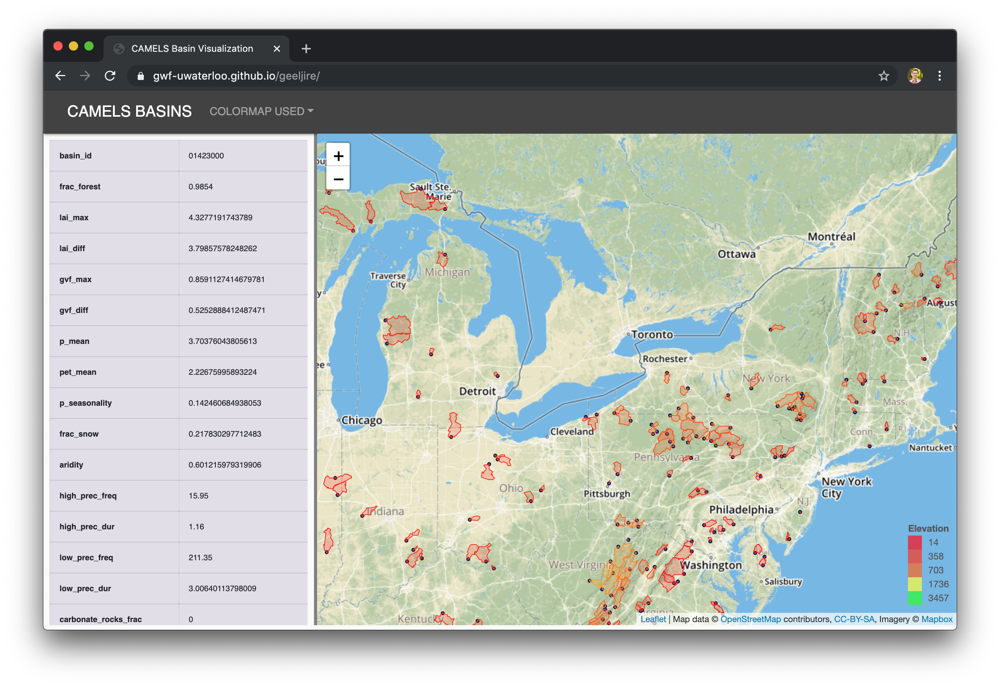 CAMELS Basin Visualization
gwf-uwaterloo.github.io/geeljire/
CAMELS BASINS COLORMAP USED
basin_id 01423000
frac_forest 0.9854
lai_max 4.3277191743789
lai_diff 3.79857578248262
gvf_max 0.8591127414679781
gvf_diff 0.5252888412487471
p_mean 3.70376043805613
pet_mean 2.22675995893224
p_seasonality 0.142460684938053
frac_snow 0.217830297712483
aridity 0.601215979319906
high_prec_freq 15.95
high_prec_dur 1.16
low_prec_freq 211.35
low_prec_dur 3.00640113798009
carbonate_rocks_frac 0
+
−
Sault Ste.
Marie
Montréal
Ottawa
Michigan
Traverse
City
August
N.H.
Toronto
Rochester
New York
Detroit
Mass.
Chicago
Cleveland
Conn.
R.I.
Nantucket
Pennsylvania
New York
City
Ohio
Pittsburgh
N.J.
Indiana
Philadelphia
Md.
West Virgin
Washington
Del.
Salisbury
Virginia
Kentucky
Elevation
14
358
703
1736
3457
Leaflet | Map data © OpenStreetMap contributors, CC-BY-SA, Imagery © Mapbox